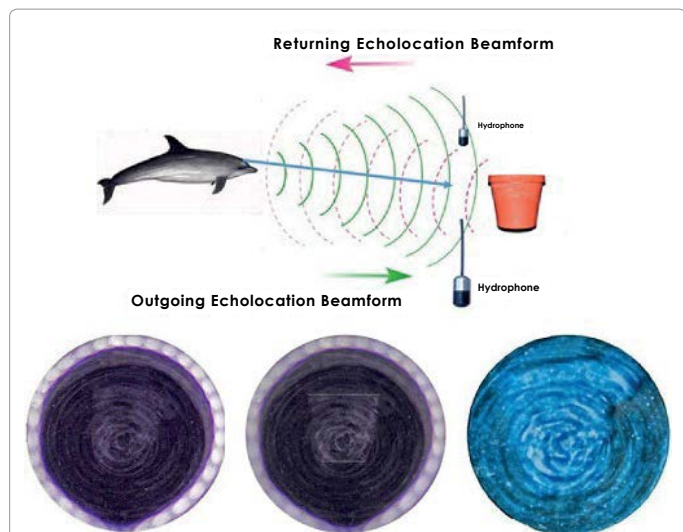 Returning Echolocation Beamform
Hydrophone
Hydrophone
Outgoing Echolocation Beamform